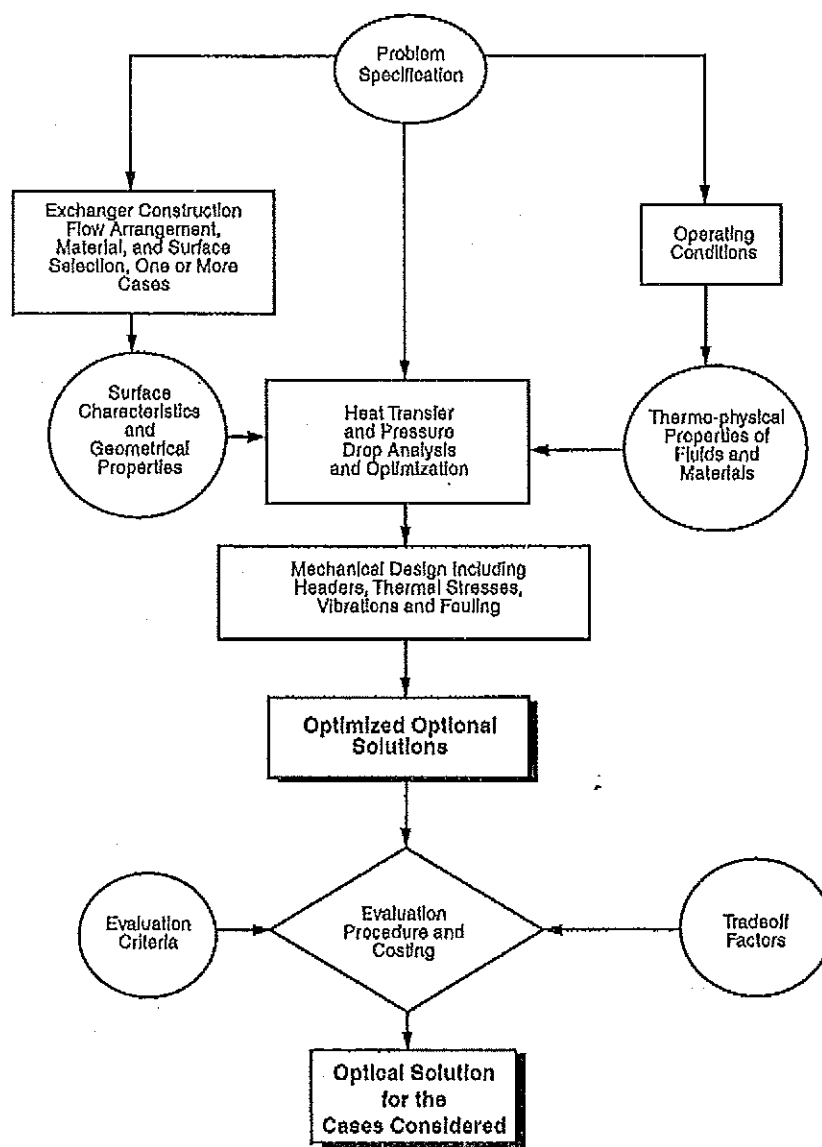 Problem
Specification
Exchanger Construction
Flow Arrangement,
Material, and Surface
Selection, One or More
Cases
Operating
Conditions
Surface
Characteristics
and
Geometrical
Properties
Heat Transfer
and Pressure
Drop Analysis
and Optimization
Thermo-physical
Properties of
Fluids and
Materials
Mechanical Design Including
Headers, Thermal Stresses,
Vibrations and Fouling
Optimized Optional
Solutions
Evaluation
Criteria
Evaluation
Procedure and
Costing
Tradeoff
Factors
Optical Solution
for the
Cases Considered